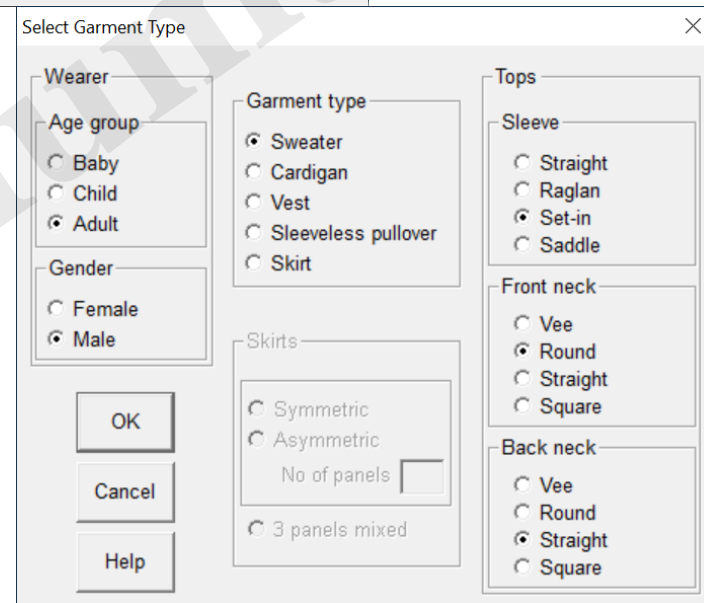 Select Garment Type
Wearer
Age group
Baby
Child
Adult
Gender
Female
Male
OK
Cancel
Help
Garment type
Sweater
Cardigan
Vest
Sleeveless pullover
Skirt
Skirts
Symmetric
Asymmetric
No of panels
3 panels mixed
Tops
Sleeve
Straight
Raglan
Set-in
Saddle
Front neck
Vee
Round
Straight
Square
Back neck
Vee
Round
Straight
Square